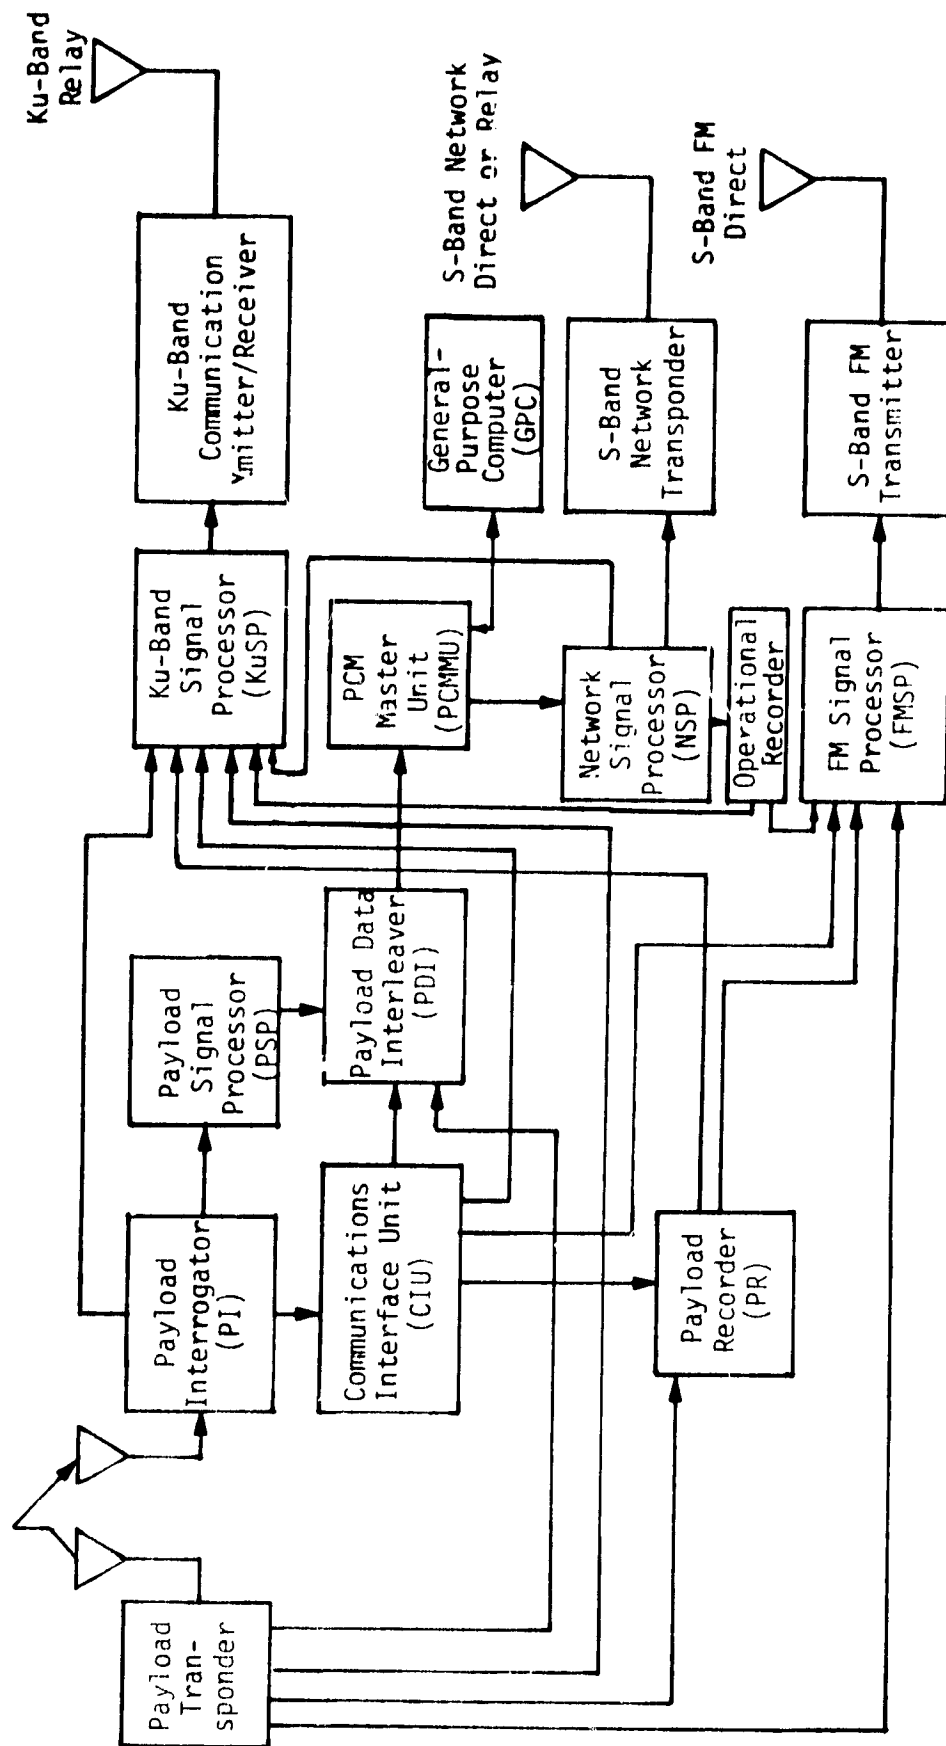 Payload
Tran-
sponder
Payload
Interrogator
(PI)
Payload
Signal
Processor
(PSP)
Communications
Interface Unit
(CIU)
Payload Data
Interleaver
(PDI)
Payload
Recorder
(PR)
Ku-Band
Signal
Processor
(KuSP)
PCM
Master
Unit
(PCMMU)
Network
Signal
Processor
(NSP)
Operational
Recorder
FM Signal
Processor
(FMSP)
Ku-Band
Communication
mitter/Receiver
General-
Purpose
Computer
(GPC)
S-Band
Network
Transponder
S-Band FM
Transmitter
Ku-Band
Relay
S-Band Network
Direct or Relay
S-Band FM
Direct